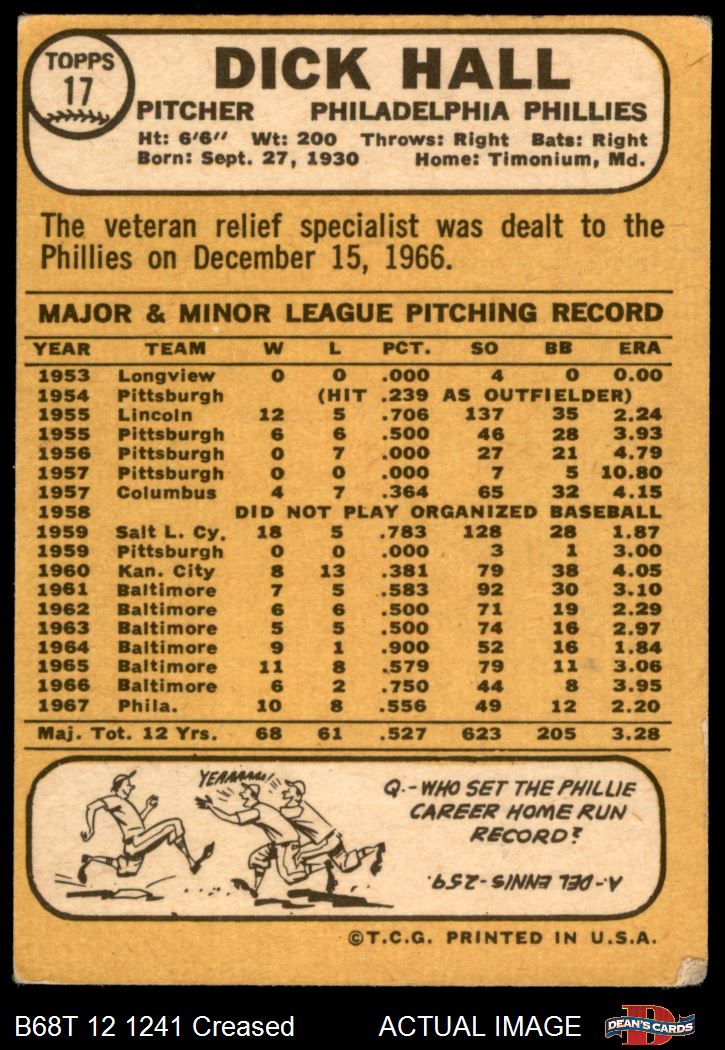 TOPPS
17
DICK HALL
PITCHER PHILADELPHIA PHILLIES
Ht: 6'6" Wt: 200 Throws: Right Bats: Right
Born: Sept. 27, 1930 Home: Timonium, Md.
The veteran relief specialist was dealt to the
Phillies on December 15, 1966.
MAJOR & MINOR LEAGUE PITCHING RECORD
YEAR TEAM W L PCT. SO BB ERA
1953 Longview 0 0 .000 4 0 0.00
1954 Pittsburgh (HIT .239 AS OUTFIELDER)
1955 Lincoln 12 5 .706 137 35 2.24
1955 Pittsburgh 6 6 .500 46 28 3.93
1956 Pittsburgh 0 7 .000 27 21 4.79
1957 Pittsburgh 0 0 .000 7 5 10.80
1957 Columbus 4 7 .364 65 32 4.15
1958 DID NOT PLAY ORGANIZED BASEBALL
1959 Salt L. Cy. 18 5 .783 128 28 1.87
1959 Pittsburgh 0 0 .000 3 1 3.00
1960 Kan. City 8 13 .381 79 38 4.05
1961 Baltimore 7 5 .583 92 30 3.10
1962 Baltimore 6 6 .500 71 19 2.29
1963 Baltimore 5 5 .500 74 16 2.97
1964 Baltimore 9 1 .900 52 16 1.84
1965 Baltimore 11 8 .579 79 11 3.06
1966 Baltimore 6 2 .750 44 8 3.95
1967 Phila. 10 8 .556 49 12 2.20
Maj. Tot. 12 Yrs. 68 61 .527 623 205 3.28
YEAAAAAA!
Q.-WHO SET THE PHILLIE
CAREER HOME RUN
RECORD?
A.-DEL ENNIS-259.
©T.C.G. PRINTED IN U.S.A.
B68T 12 1241 Creased ACTUAL IMAGE
D
DEAN'S CARDS